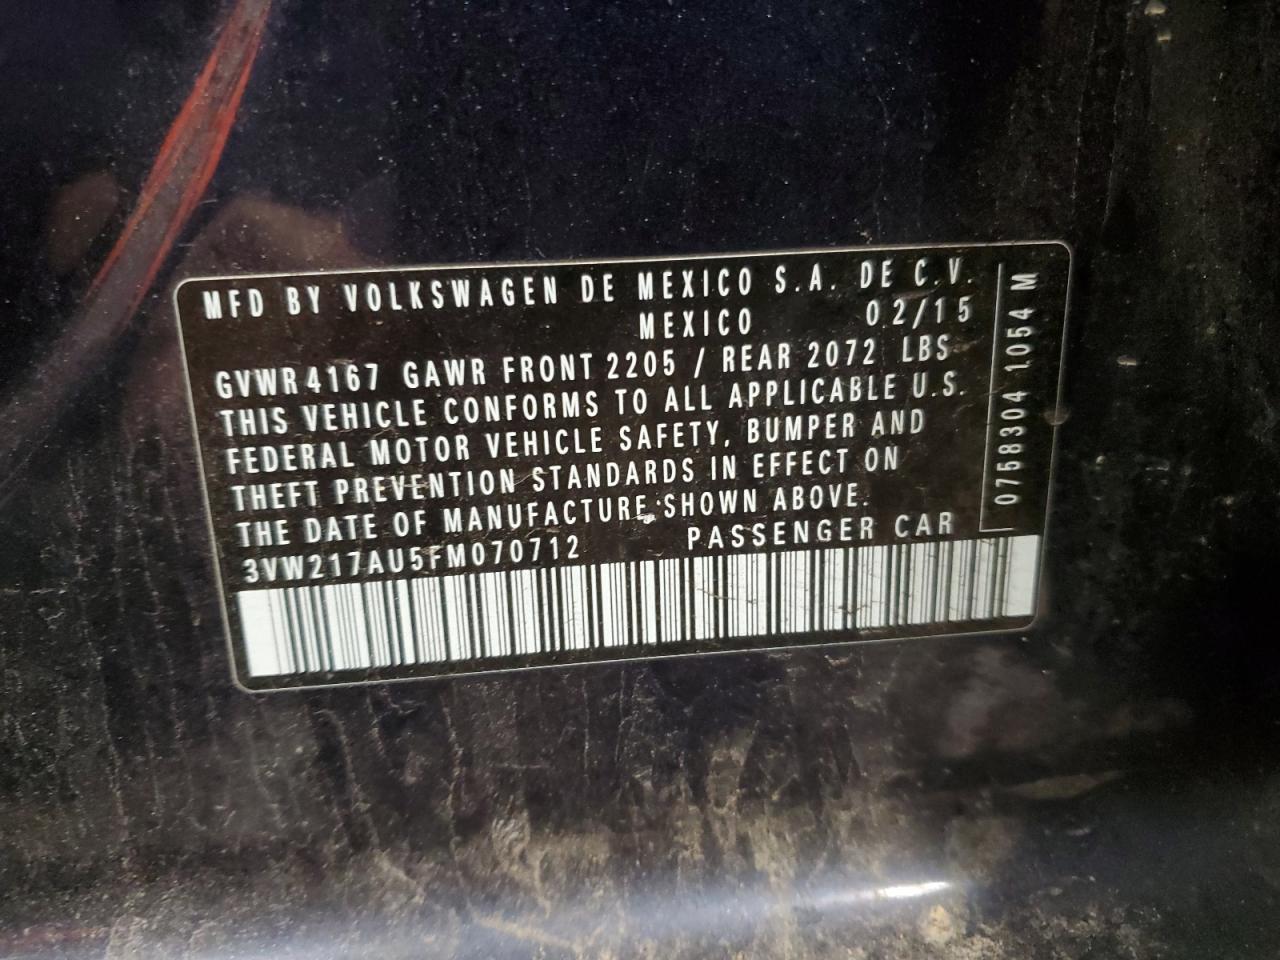 MFD BY VOLKSWAGEN DE MEXICO S.A. DE C.V.
MEXICO 02/15
GVWR 4167 GAWR FRONT 2205 / REAR 2072 LBS
THIS VEHICLE CONFORMS TO ALL APPLICABLE U.S.
FEDERAL MOTOR VEHICLE SAFETY, BUMPER AND
THEFT PREVENTION STANDARDS IN EFFECT ON
THE DATE OF MANUFACTURE SHOWN ABOVE.
3VW217AU5FM070712 PASSENGER CAR
0758304 1054 M